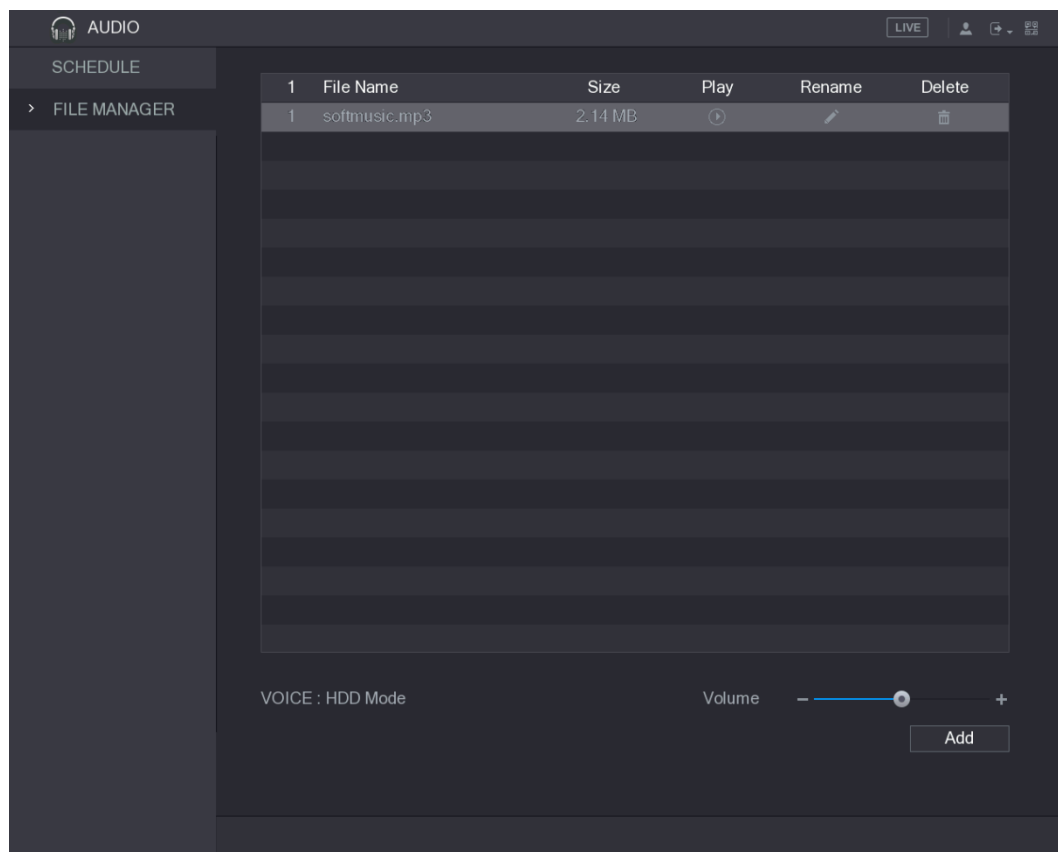 AUDIO
LIVE
SCHEDULE
FILE MANAGER
1 File Name Size Play Rename Delete
1 softmusic.mp3 2.14 MB
VOICE : HDD Mode Volume - +
Add